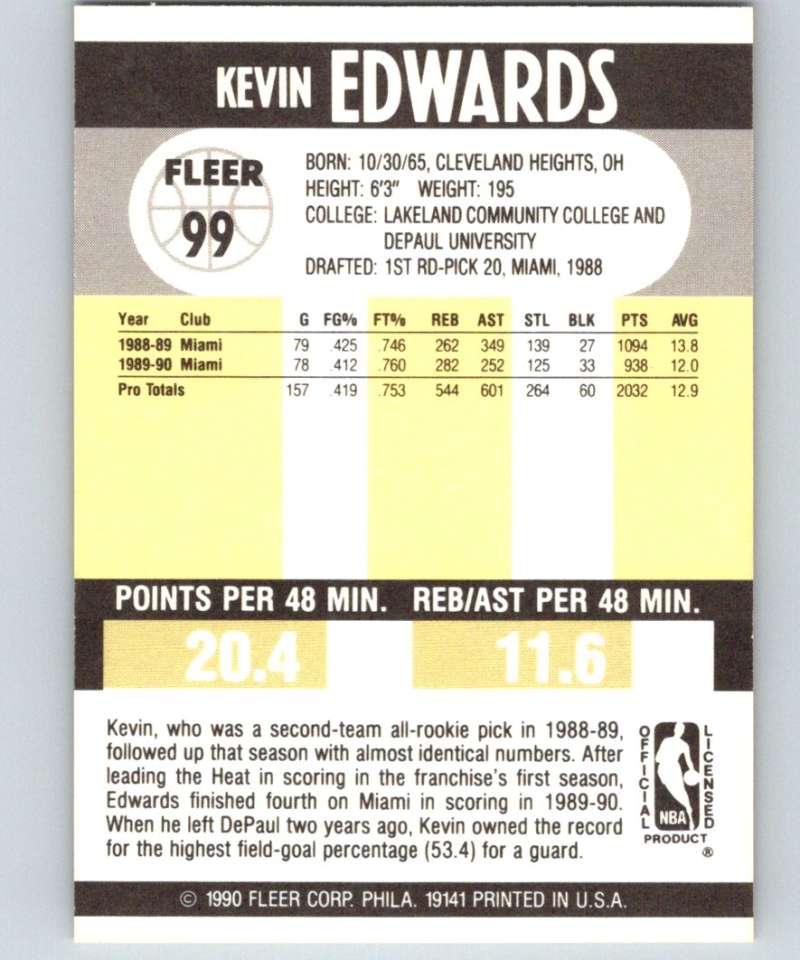 KEVIN EDWARDS
FLEER
99
BORN: 10/30/65, CLEVELAND HEIGHTS, OH
HEIGHT: 6'3" WEIGHT: 195
COLLEGE: LAKELAND COMMUNITY COLLEGE AND
DEPAUL UNIVERSITY
DRAFTED: 1ST RD-PICK 20, MIAMI, 1988
Year Club G FG% FT% REB AST STL BLK PTS AVG
1988-89 Miami 79 .425 .746 262 349 139 27 1094 13.8
1989-90 Miami 78 .412 .760 282 252 125 33 938 12.0
Pro Totals 157 .419 .753 544 601 264 60 2032 12.9
POINTS PER 48 MIN. REB/AST PER 48 MIN.
20.4 11.6
Kevin, who was a second-team all-rookie pick in 1988-89,
followed up that season with almost identical numbers. After
leading the Heat in scoring in the franchise's first season,
Edwards finished fourth on Miami in scoring in 1989-90.
When he left DePaul two years ago, Kevin owned the record
for the highest field-goal percentage (53.4) for a guard.
OFFICIAL
LICENSED
NBA
PRODUCT
®
© 1990 FLEER CORP. PHILA. 19141 PRINTED IN U.S.A.